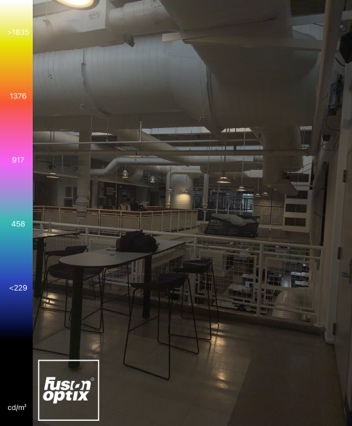 >1835
1376
917
458
<229
cd/m²
fusion
optix